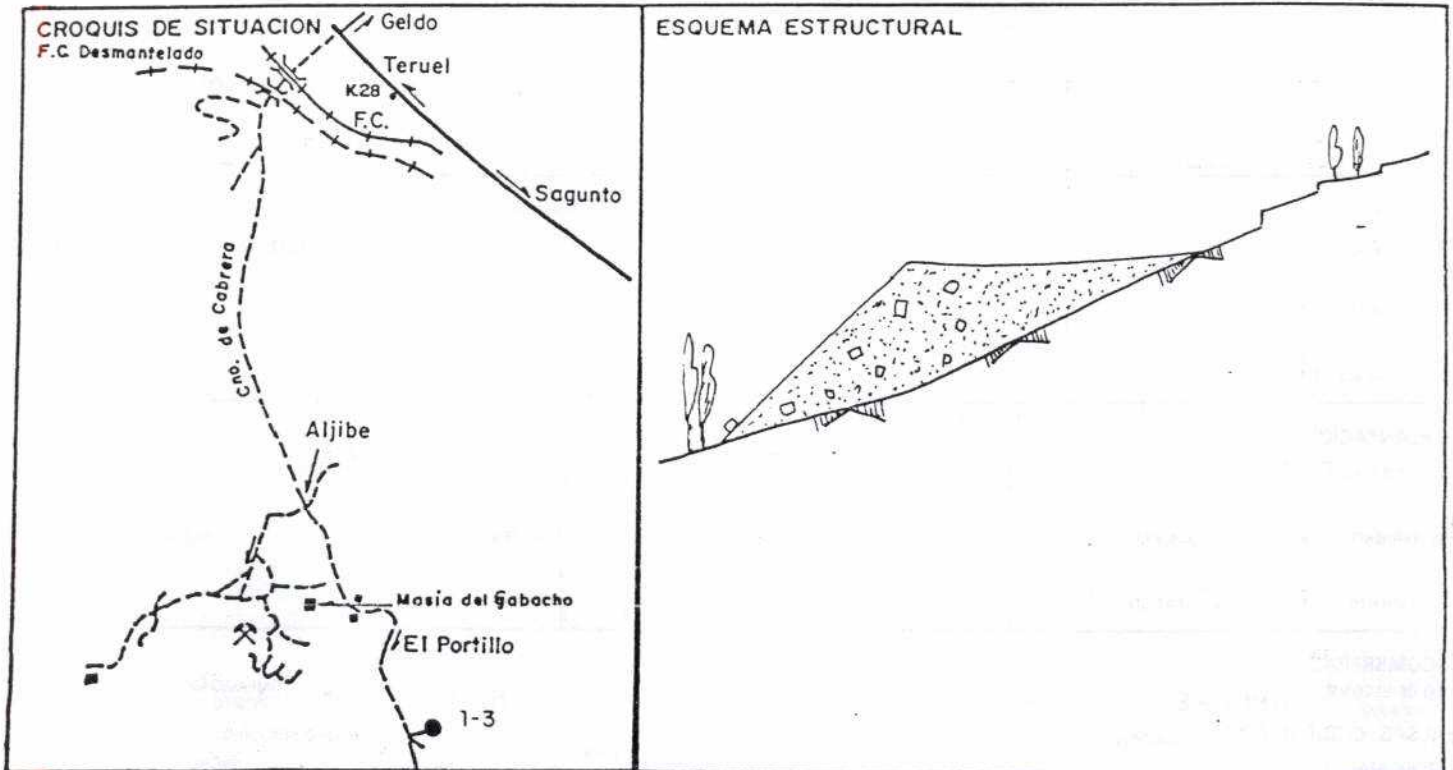 CROQUIS DE SITUACION
F.C. Desmantelado
Geldo
Teruel
K28
F.C.
Sagunto
Cno. de Cabrera
Aljibe
Masía del Gabacho
El Portillo
1-3
ESQUEMA ESTRUCTURAL